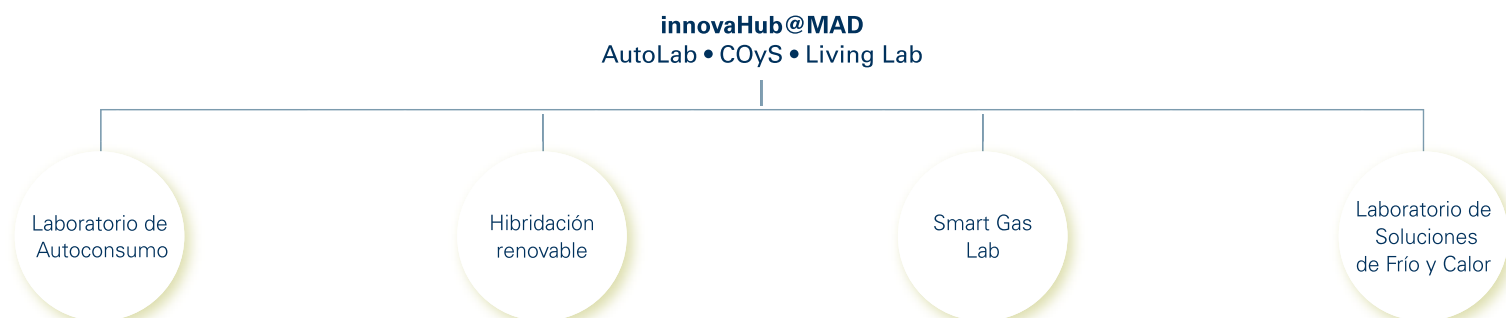 innovaHub@MAD
AutoLab • COyS • Living Lab
Laboratorio de
Autoconsumo
Hibridación
renovable
Smart Gas
Lab
Laboratorio de
Soluciones
de Frío y Calor